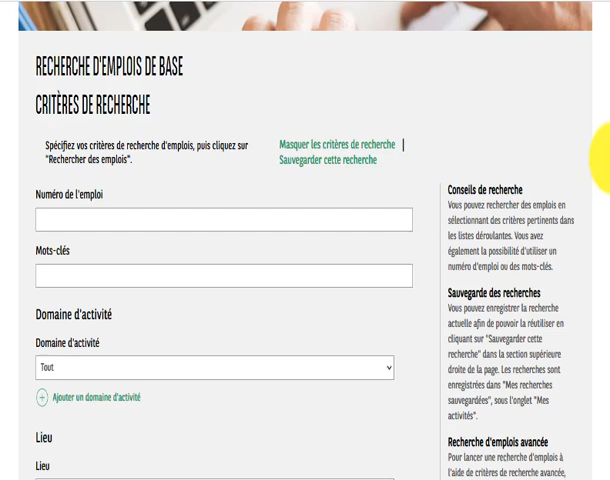 RECHERCHE D'EMPLOIS DE BASE
CRITÈRES DE RECHERCHE
Spécifiez vos critères de recherche d'emplois, puis cliquez sur
"Rechercher des emplois".
Masquer les critères de recherche |
Sauvegarder cette recherche
Numéro de l'emploi
Mots-clés
Domaine d'activité
Domaine d'activité
Tout
Ajouter un domaine d'activité
Lieu
Lieu
Conseils de recherche
Vous pouvez rechercher des emplois en
sélectionnant des critères pertinents dans
les listes déroulantes. Vous avez
également la possibilité d'utiliser un
numéro d'emploi ou des mots-clés.
Sauvegarde des recherches
Vous pouvez enregistrer la recherche
actuelle afin de pouvoir la réutiliser en
cliquant sur "Sauvegarder cette
recherche" dans la section supérieure
droite de la page. Les recherches sont
enregistrées dans "Mes recherches
sauvegardées", sous l'onglet "Mes
activités".
Recherche d'emplois avancée
Pour lancer une recherche d'emplois à
l'aide de critères de recherche avancée,